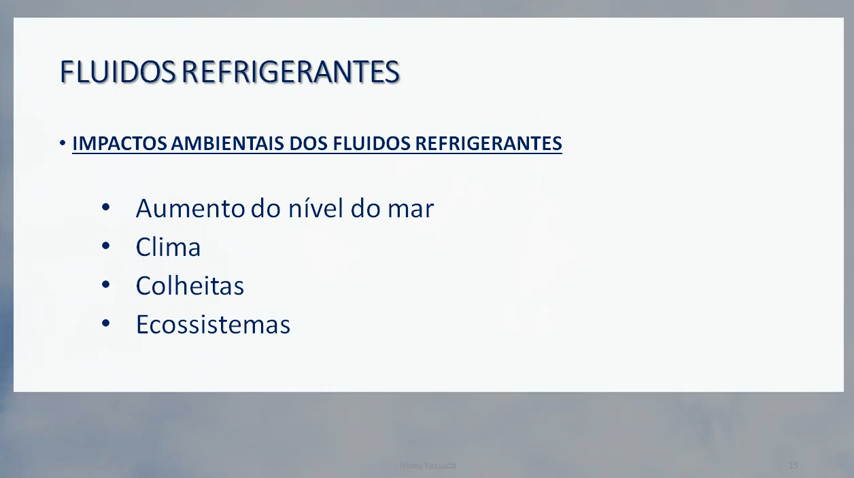 FLUIDOS REFRIGERANTES
• IMPACTOS AMBIENTAIS DOS FLUIDOS REFRIGERANTES
• Aumento do nível do mar
• Clima
• Colheitas
• Ecossistemas